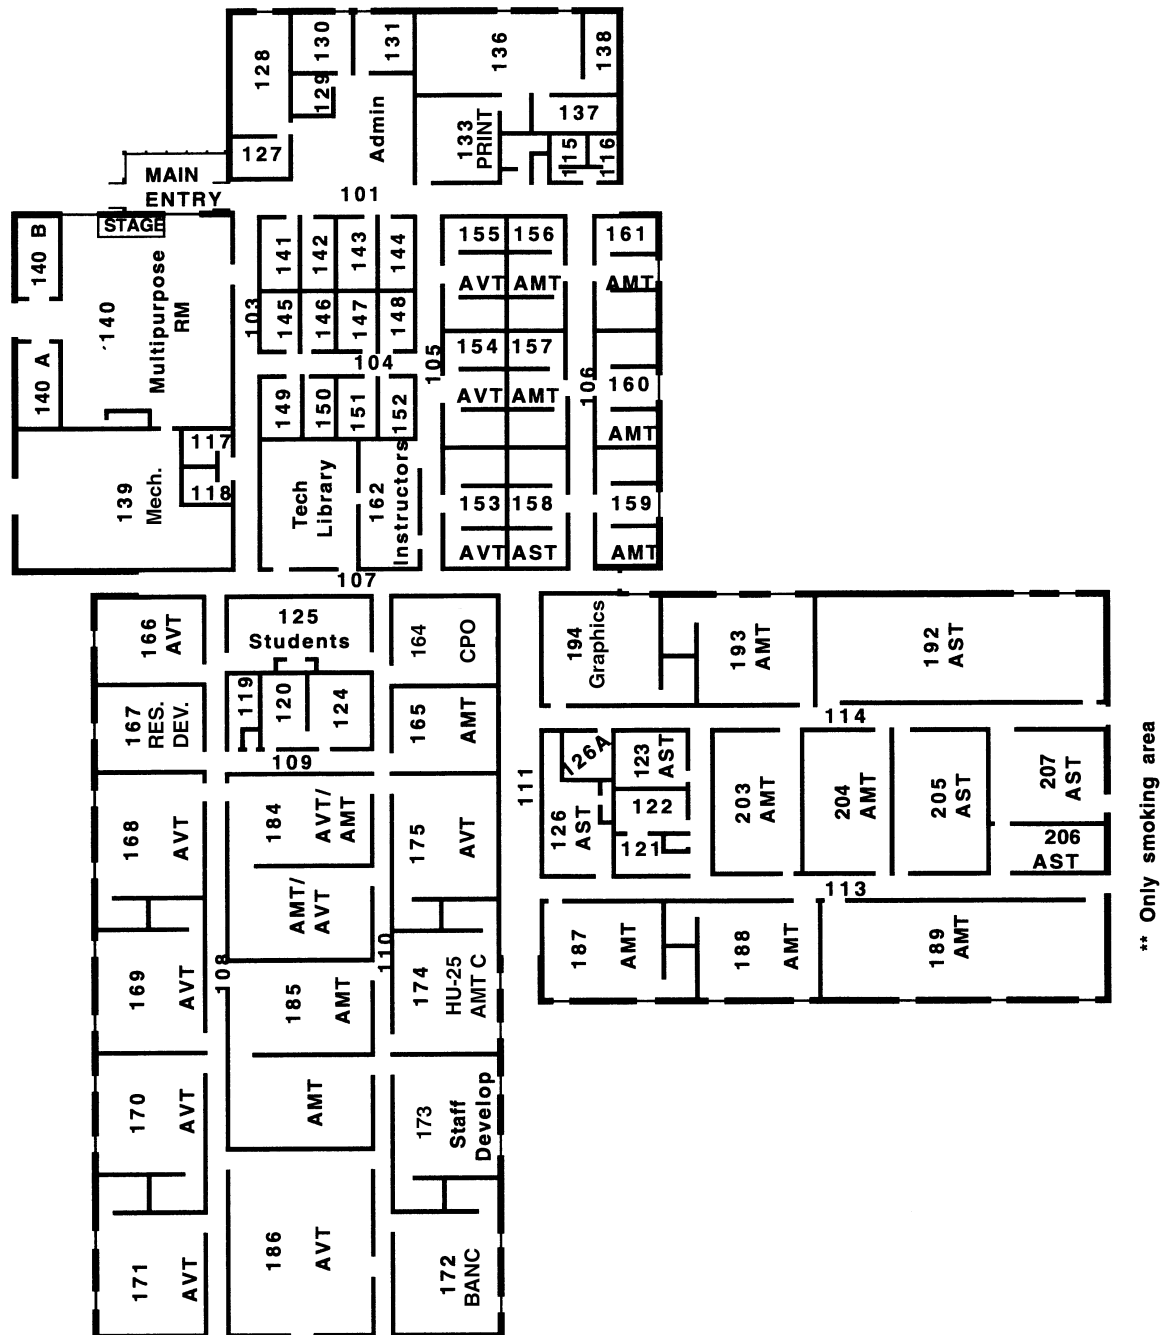 130
131
136
138
128
129
137
Admin
133
PRINT
115
116
127
MAIN
ENTRY
101
STAGE
140 B
141
142
143
144
155
156
161
AVT
AMT
AMT
140
Multipurpose
RM
103
145
146
147
148
104
105
154
157
106
160
140 A
149
150
151
152
AVT
AMT
AMT
117
118
139
Mech.
Tech
Library
162
Instructors
153
158
159
AVT
AST
AMT
107
166
AVT
125
Students
164
CPO
194
Graphics
193
AMT
192
AST
167
RES.
DEV.
119
120
124
165
AMT
114
109
111
126A
123
AST
126
AST
122
121
203
AMT
204
AMT
205
AST
207
AST
206
AST
168
AVT
184
AVT/
AMT
175
AVT
** Only smoking area
113
AMT/
AVT
187
AMT
188
AMT
189
AMT
108
110
169
AVT
185
AMT
174
HU-25
AMT C
170
AVT
AMT
173
Staff
Develop
171
AVT
186
AVT
172
BANC